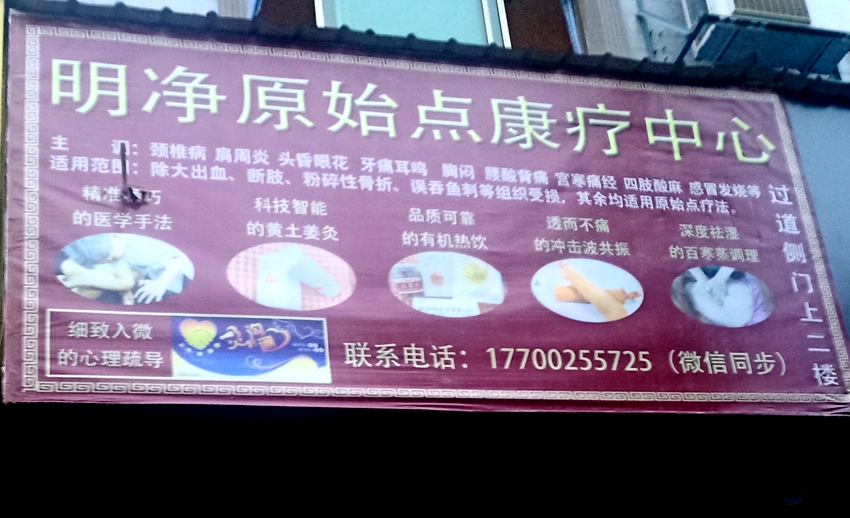 明净原始点康疗中心
主 调：颈椎病 肩周炎 头昏眼花 牙痛耳鸣 胸闷 腰酸背痛 宫寒痛经 四肢酸麻 感冒发烧等
适用范围：除大出血、断肢、粉碎性骨折、误吞鱼刺等组织受损，其余均适用原始点疗法。
精准 巧
的医学手法
科技智能
的黄土姜灸
品质可靠
的有机热饮
透而不痛
的冲击波共振
深度祛湿
的百寒蒸调理
过道侧门上二楼
细致入微
的心理疏导
联系电话：17700255725（微信同步）